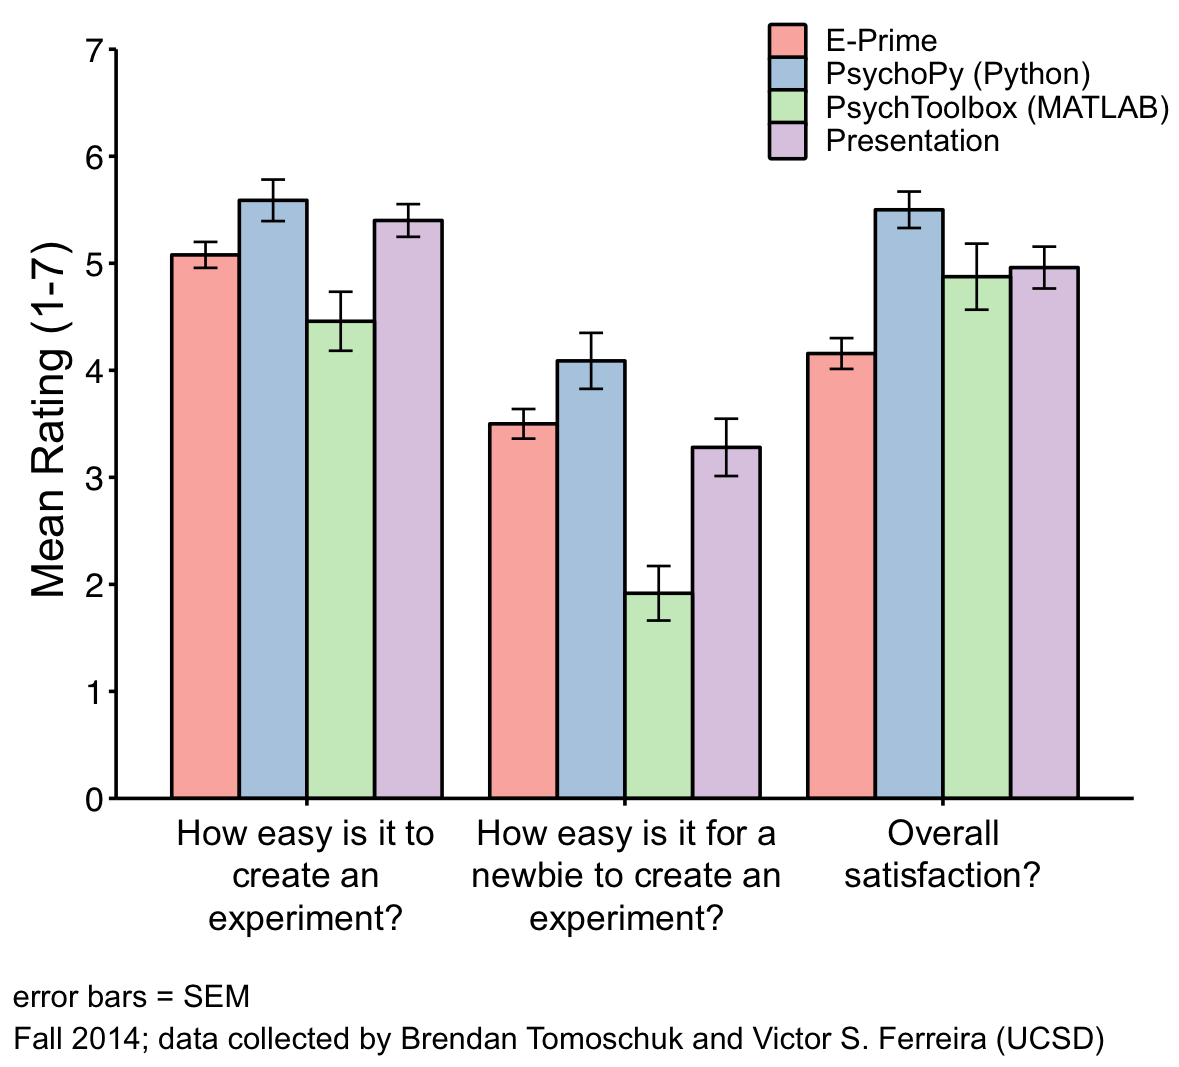 E-Prime
PsychoPy (Python)
PsychToolbox (MATLAB)
Presentation
Mean Rating (1-7)
7
6
5
4
3
2
1
0
How easy is it to
create an
experiment?
How easy is it for a
newbie to create an
experiment?
Overall
satisfaction?
error bars = SEM
Fall 2014; data collected by Brendan Tomoschuk and Victor S. Ferreira (UCSD)